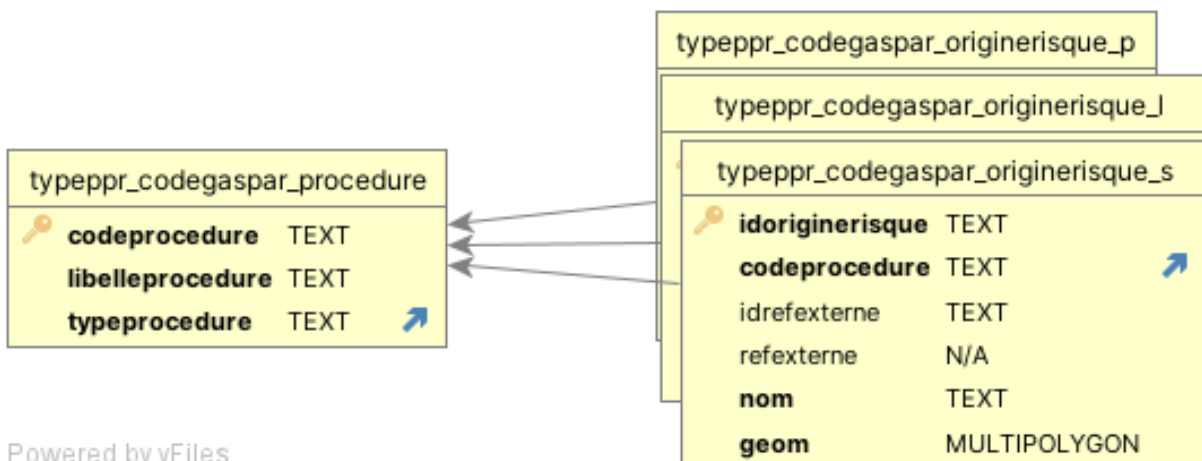 typeppr_codegaspar_originerisque_p
typeppr_codegaspar_originerisque_l
typeppr_codegaspar_originerisque_s
idoriginerisque TEXT
codeprocedure TEXT
idrefexterne TEXT
refexterne N/A
nom TEXT
geom MULTIPOLYGON
typeppr_codegaspar_procedure
codeprocedure TEXT
libelleprocedure TEXT
typeprocedure TEXT
Powered by yFiles